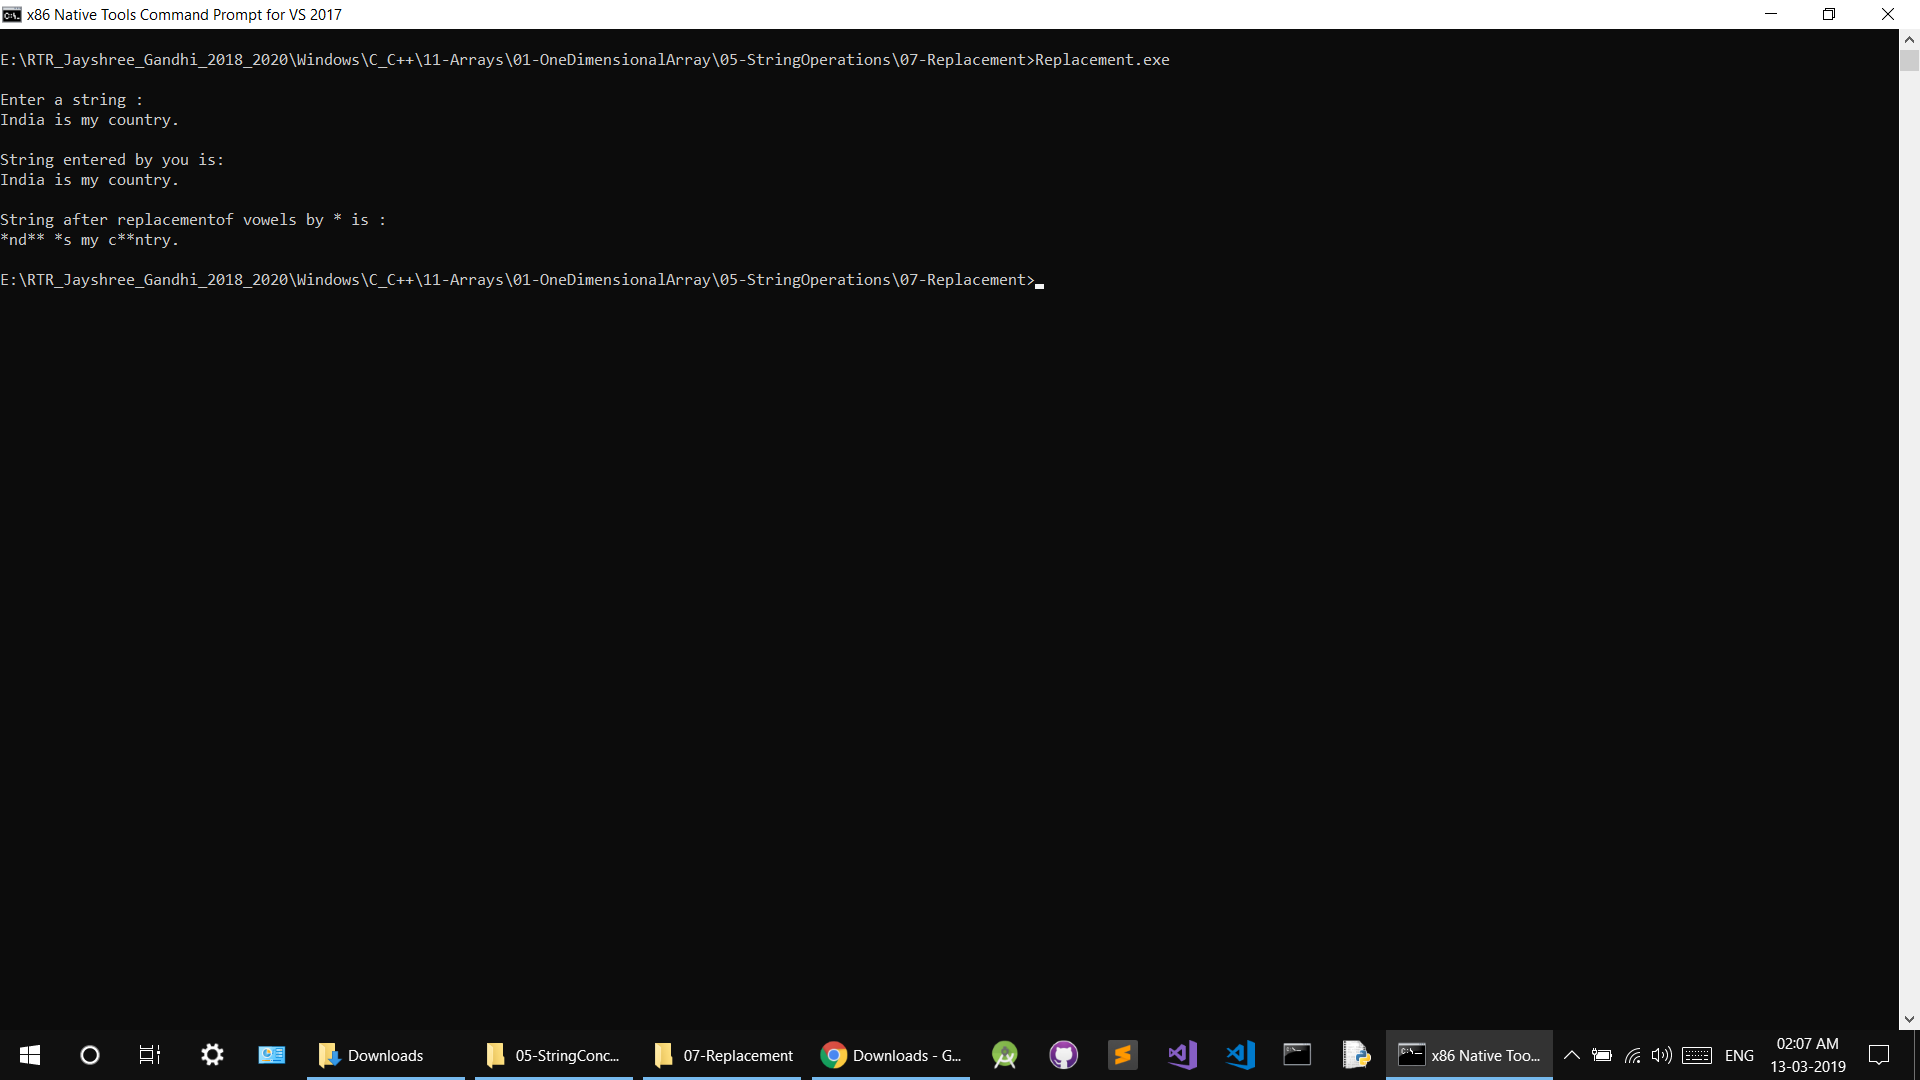 x86 Native Tools Command Prompt for VS 2017
E:\RTR_Jayshree_Gandhi_2018_2020\Windows\C_C++\11-Arrays\01-OneDimensionalArray\05-StringOperations\07-Replacement>Replacement.exe
Enter a string :
India is my country.
String entered by you is:
India is my country.
String after replacementof vowels by * is :
*nd** *s my c**ntry.
E:\RTR_Jayshree_Gandhi_2018_2020\Windows\C_C++\11-Arrays\01-OneDimensionalArray\05-StringOperations\07-Replacement>
Downloads 05-StringConc... 07-Replacement Downloads - G... x86 Native Too... ENG 02:07 AM
13-03-2019